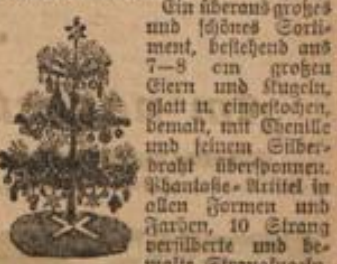 Ein überaus großes
und schönes Sorti-
ment, bestehend aus
7—8 cm großen
Eiern und Kugeln,
glatt u. eingestochen,
bemalt, mit Chenille
und feinem Silber-
draht übersponnen.
Phantasie-Artikel in
allen Formen und
Farben, 10 Strang
versilberte und be-
malte